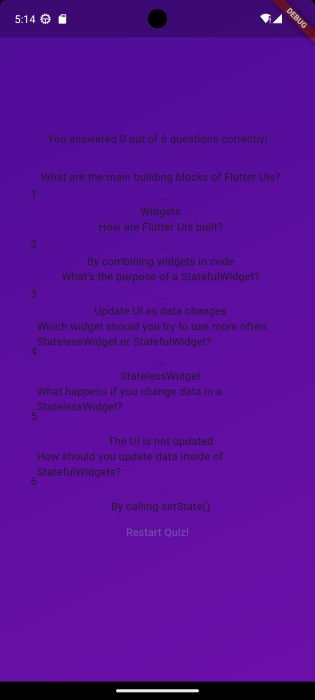 5:14
DEBUG
You answered 0 out of 6 questions correctly!
What are the main building blocks of Flutter UIs?
1
...
Widgets
How are Flutter UIs built?
2
...
By combining widgets in code
What's the purpose of a StatefulWidget?
3
...
Update UI as data changes
Which widget should you try to use more often:
StatelessWidget or StatefulWidget?
4
...
StatelessWidget
What happens if you change data in a
StatelessWidget?
5
...
The UI is not updated
How should you update data inside of
StatefulWidgets?
6
...
By calling setState()
Restart Quiz!